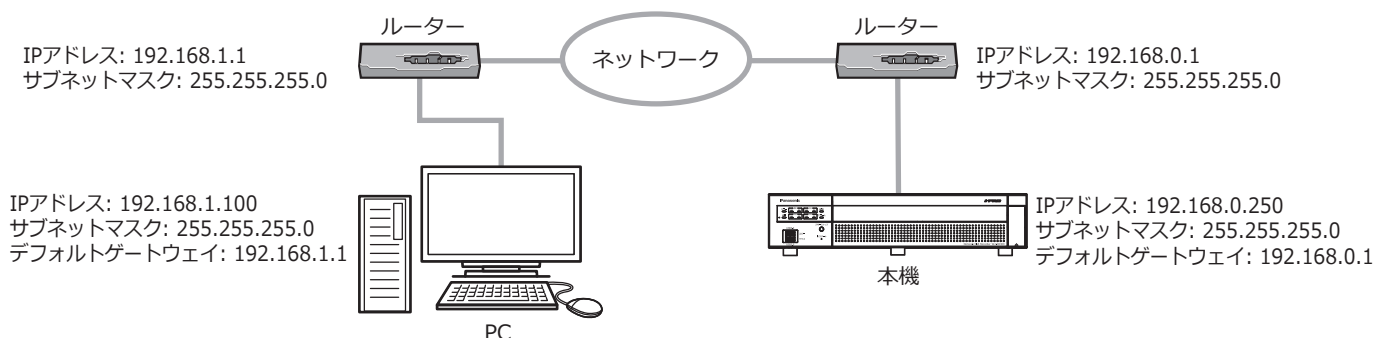 ルーター
ネットワーク
ルーター
IPアドレス: 192.168.1.1
サブネットマスク: 255.255.255.0
IPアドレス: 192.168.0.1
サブネットマスク: 255.255.255.0
IPアドレス: 192.168.1.100
サブネットマスク: 255.255.255.0
デフォルトゲートウェイ: 192.168.1.1
PC
Panasonic
本機
IPアドレス: 192.168.0.250
サブネットマスク: 255.255.255.0
デフォルトゲートウェイ: 192.168.0.1